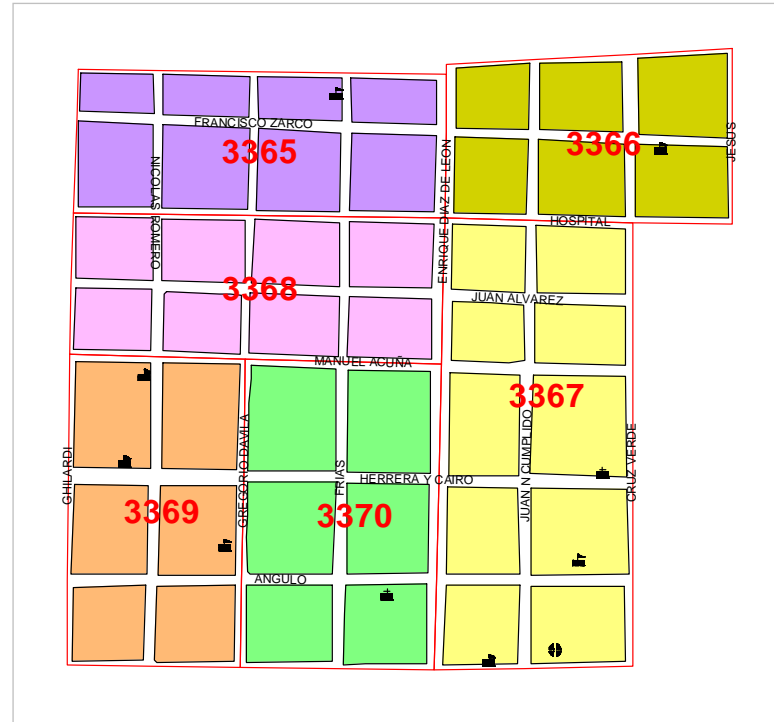 FRANCISCO ZARCO
3365
3366
JESUS
NICOLAS ROMERO
ENRIQUE DIAZ DE LEON
HOSPITAL
3368
JUAN ALVAREZ
MANUEL ACUÑA
3367
GHILARDI
GREGORIO DAVILA
FRIAS
HERRERA Y CAIRO
JUAN N CUMPLIDO
CRUZ VERDE
3369
3370
ANGULO